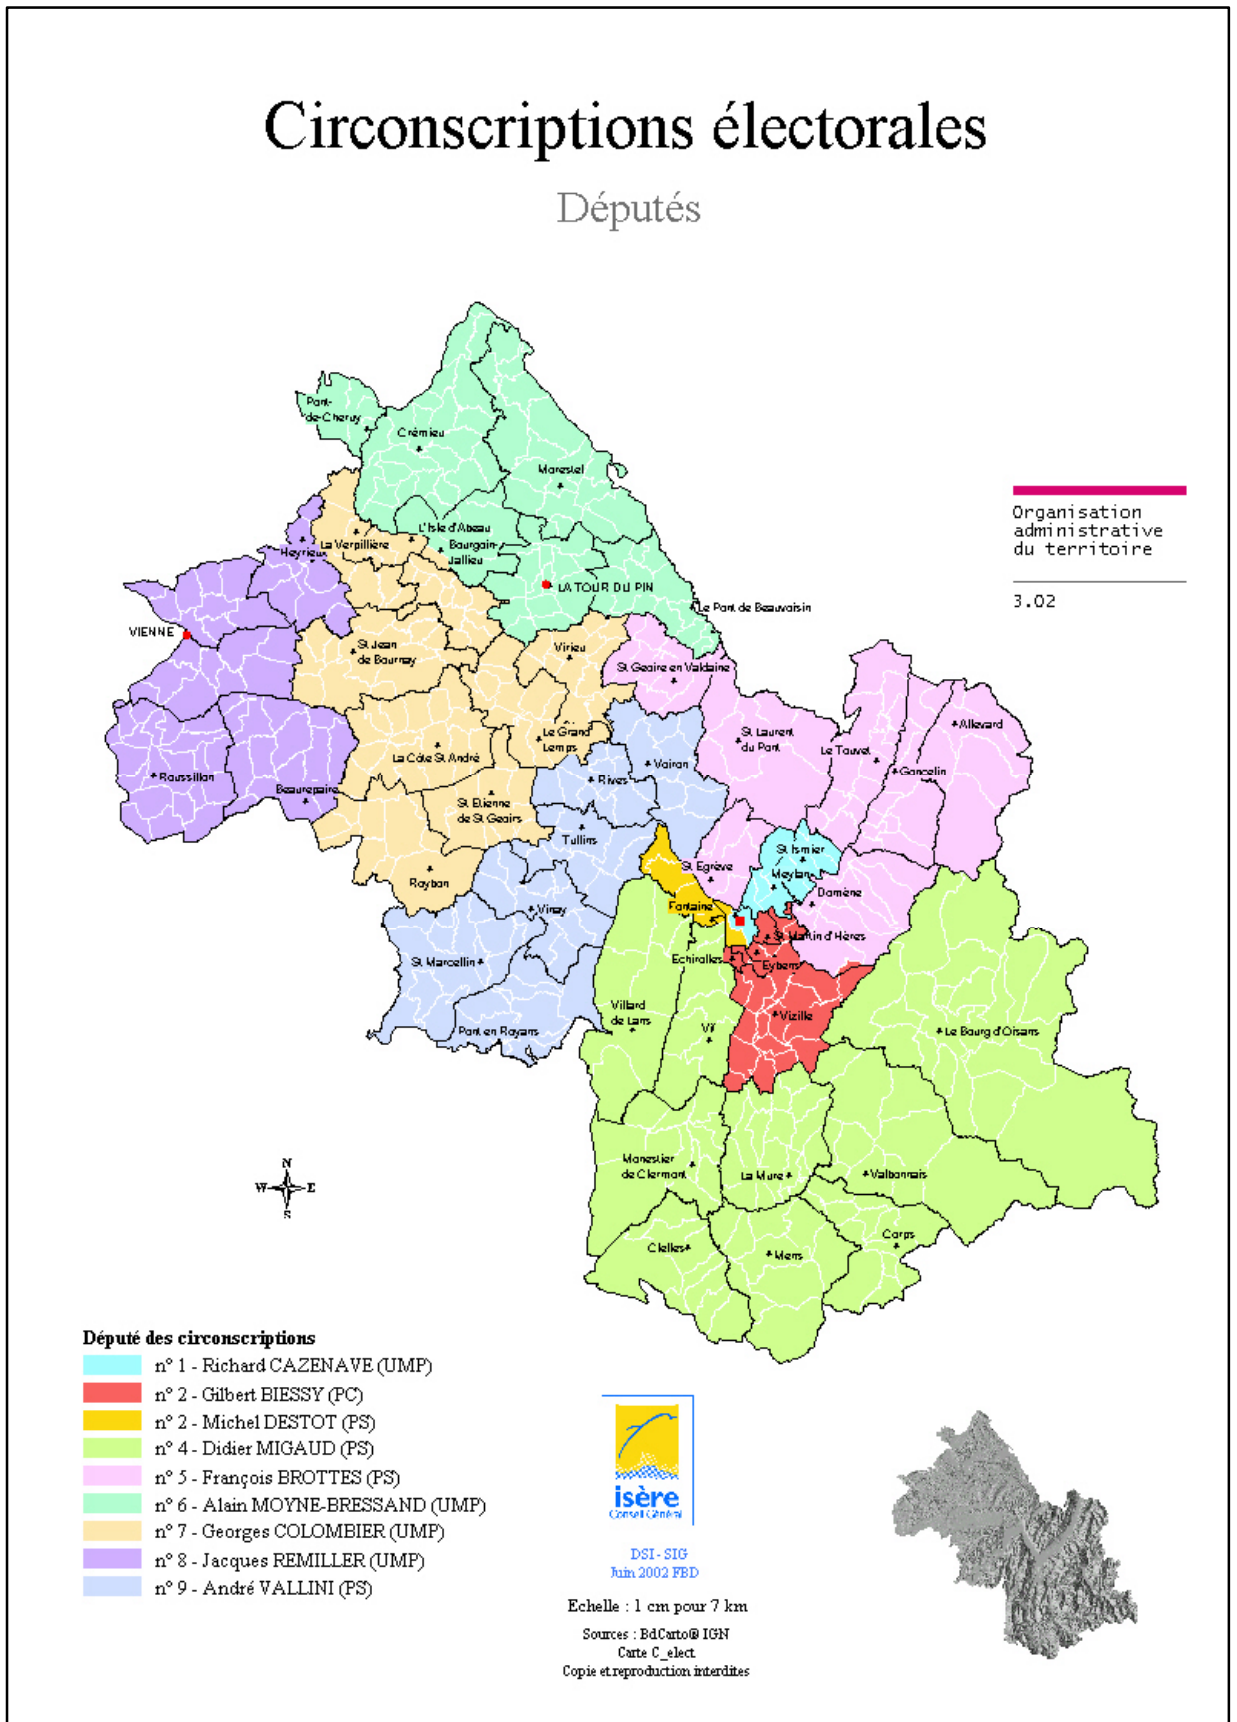 Circonscriptions électorales
Députés
Pont-
de-Cheruy
Crémieu
Morestel
L'Isle d'Abeau
Bourgoin-
Jallieu
La Verpillière
Heyrieux
LA TOUR DU PIN
Le Pont de Beauvoisin
VIENNE
St Jean
de Bournay
Virieu
St Geoire en Valdaine
Organisation
administrative
du territoire
3.02
Allevard
St Laurent
du Pont
Le Touvet
Goncelin
Le Grand
Lemps
La Côte St André
Voiron
Rives
Roussillon
Beaurepaire
St Etienne
de St Geoirs
Tullins
St Ismier
St Egrève
Meylan
Roybon
Domène
Vinay
Fontaine
St Martin d'Hères
St Marcellin
Echirolles
Eybens
Villard
de Lans
Vizille
Vif
Pont en Royans
Le Bourg d'Oisans
Monestier
de Clermont
La Mure
Valbonnais
Clelles
Mens
Corps
N
W
E
S
Député des circonscriptions
n° 1 - Richard CAZENAVE (UMP)
n° 2 - Gilbert BIESSY (PC)
n° 2 - Michel DESTOT (PS)
n° 4 - Didier MIGAUD (PS)
n° 5 - François BROTTES (PS)
n° 6 - Alain MOYNE-BRESSAND (UMP)
n° 7 - Georges COLOMBIER (UMP)
n° 8 - Jacques REMILLER (UMP)
n° 9 - André VALLINI (PS)
isère
Conseil Général
DSI - SIG
Juin 2002 FBD
Echelle : 1 cm pour 7 km
Sources : BdCarto® IGN
Carte C_elect
Copie et reproduction interdites